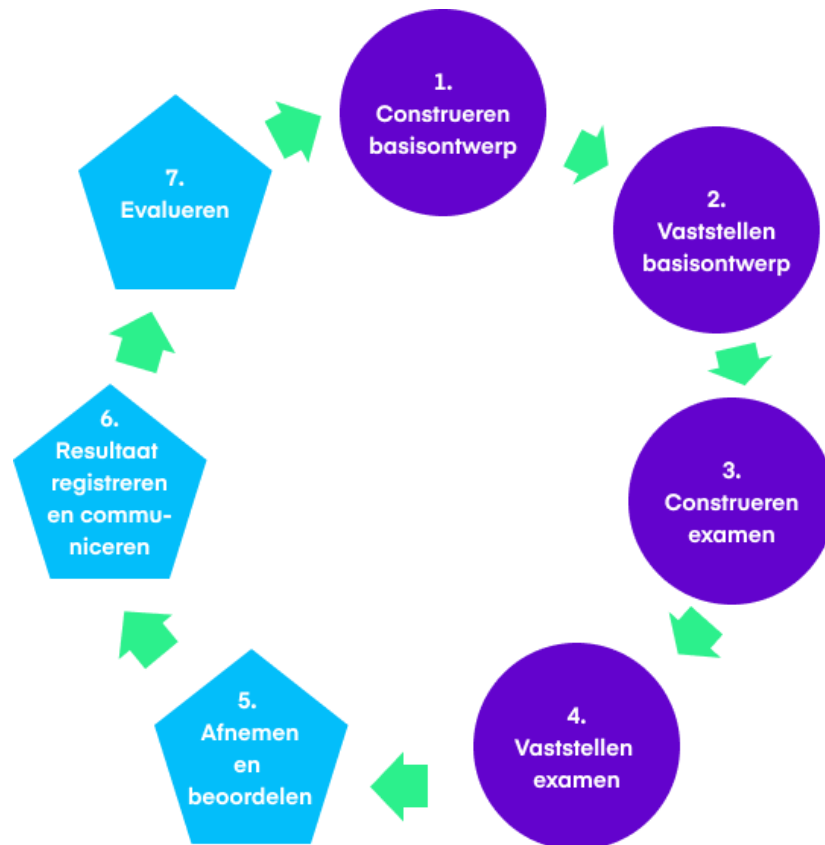 1.
Construeren
basisontwerp
2.
Vaststellen
basisontwerp
3.
Construeren
examen
4.
Vaststellen
examen
5.
Afnemen
en
beoordelen
6.
Resultaat
registreren
en commu-
niceren
7.
Evalueren